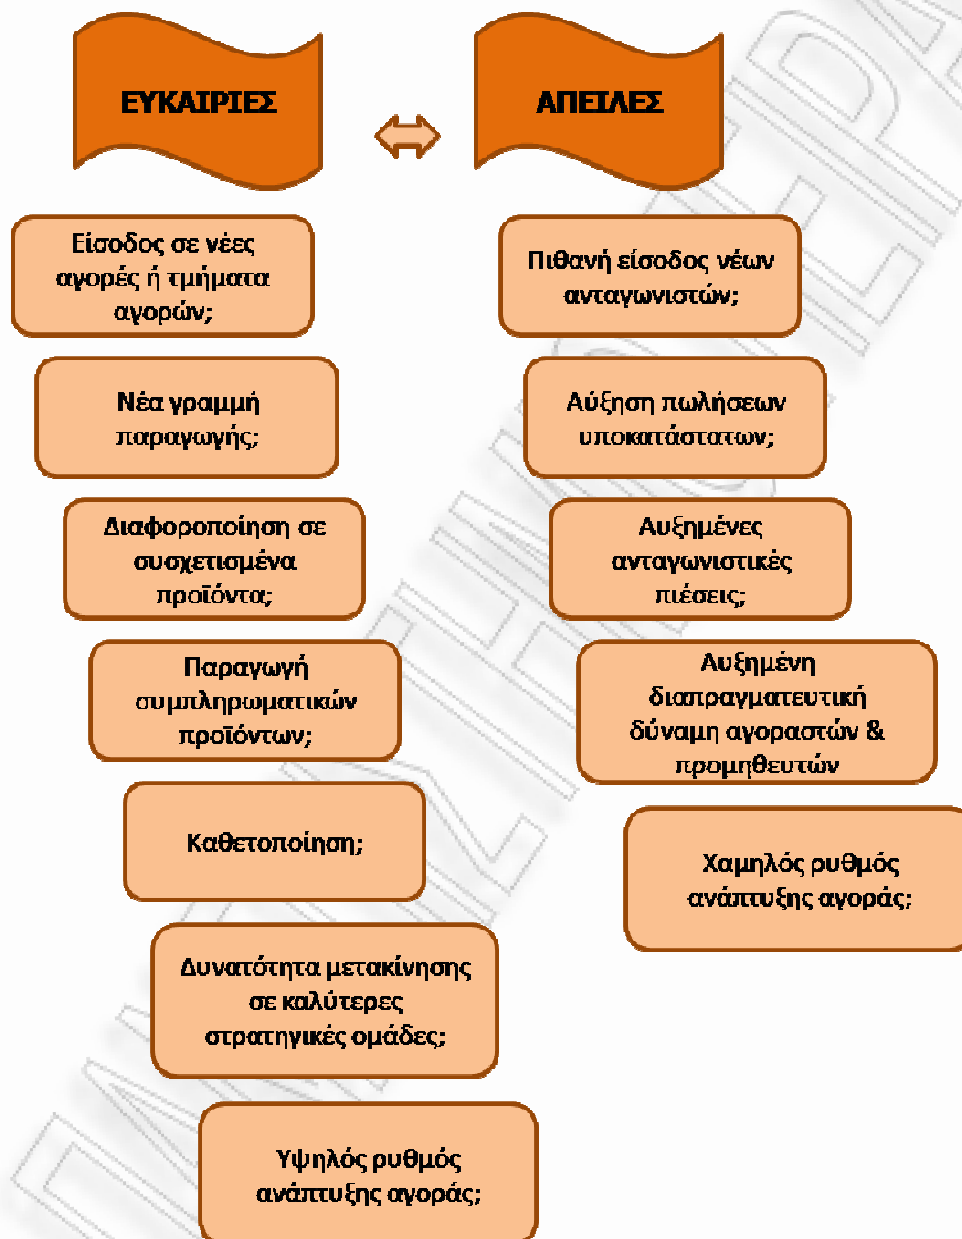 ΕΥΚΑΙΡΙΕΣ
ΑΠΕΙΛΕΣ
Είσοδος σε νέες
αγορές ή τμήματα
αγορών;
Νέα γραμμή
παραγωγής;
Διαφοροποίηση σε
συσχετισμένα
προϊόντα;
Παραγωγή
συμπληρωματικών
προϊόντων;
Καθετοποίηση;
Δυνατότητα μετακίνησης
σε καλύτερες
στρατηγικές ομάδες;
Υψηλός ρυθμός
ανάπτυξης αγοράς;
Πιθανή είσοδος νέων
ανταγωνιστών;
Αύξηση πωλήσεων
υποκατάστατων;
Αυξημένες
ανταγωνιστικές
πιέσεις;
Αυξημένη
διαπραγματευτική
δύναμη αγοραστών &
προμηθευτών
Χαμηλός ρυθμός
ανάπτυξης αγοράς;